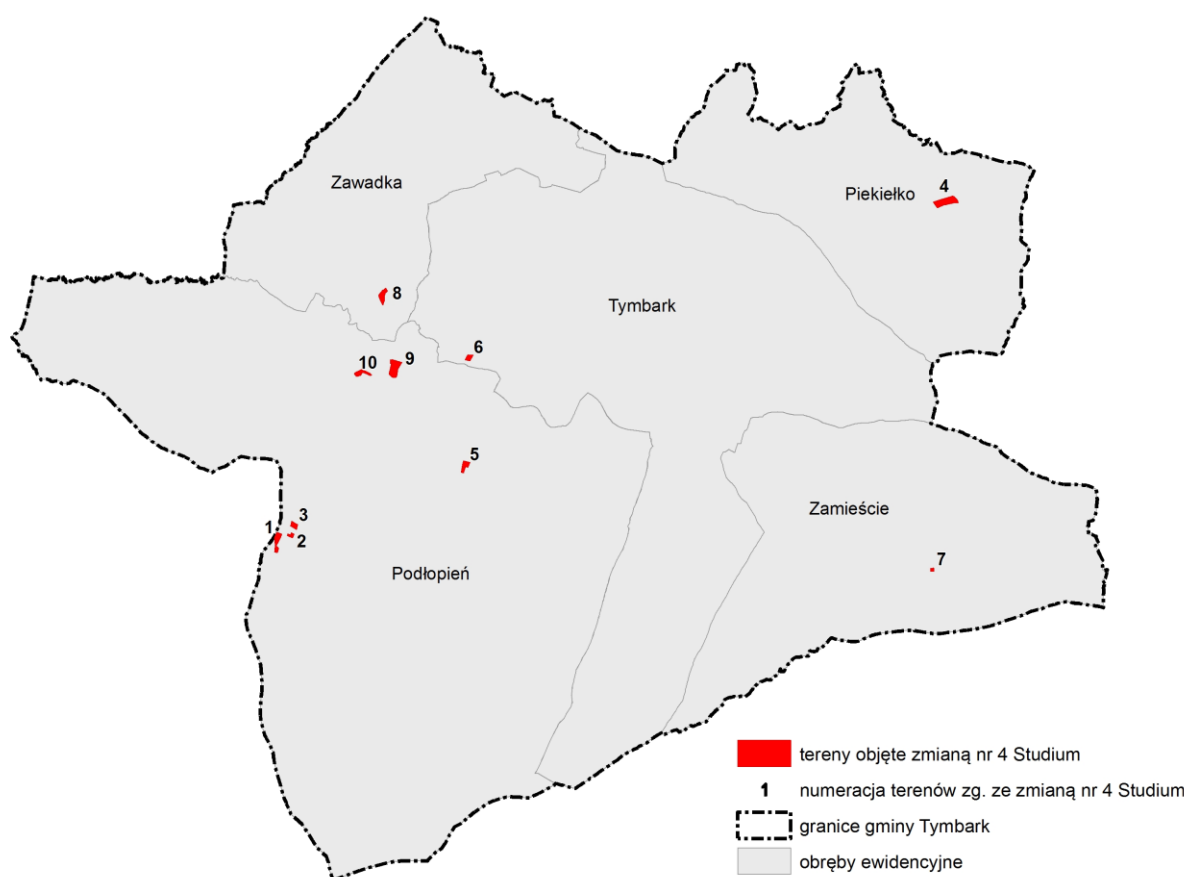 Zawadka
Piekiełko
4
8
Tymbark
6
9
10
5
3
1
2
Zamieście
7
Podłopień
tereny objęte zmianą nr 4 Studium
1 numeracja terenów zg. ze zmianą nr 4 Studium
granice gminy Tymbark
obręby ewidencyjne